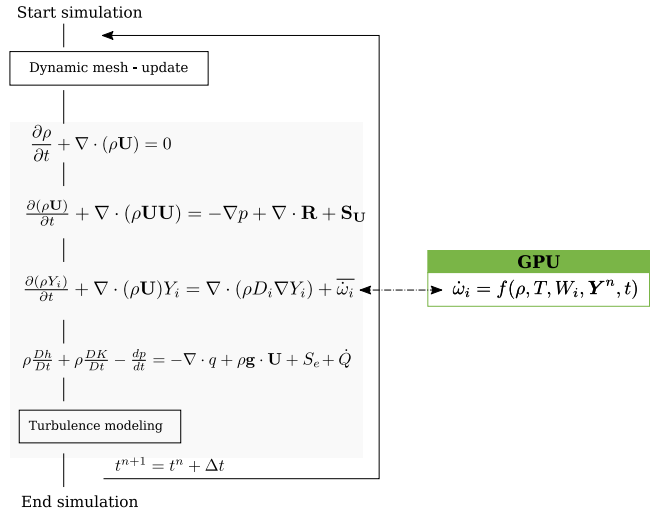 Start simulation
Dynamic mesh - update
∂ρ/∂t + ∇ · (ρU) = 0
∂(ρU)/∂t + ∇ · (ρUU) = −∇p + ∇ · R + S_U
∂(ρY_i)/∂t + ∇ · (ρU)Y_i = ∇ · (ρD_i∇Y_i) + \overline{ω̇_i}
GPU
ω̇_i = f(ρ, T, W_i, Y^n, t)
ρ Dh/Dt + ρ DK/Dt − dp/dt = −∇ · q + ρg · U + S_e + Q̇
Turbulence modeling
t^{n+1} = t^n + Δt
End simulation